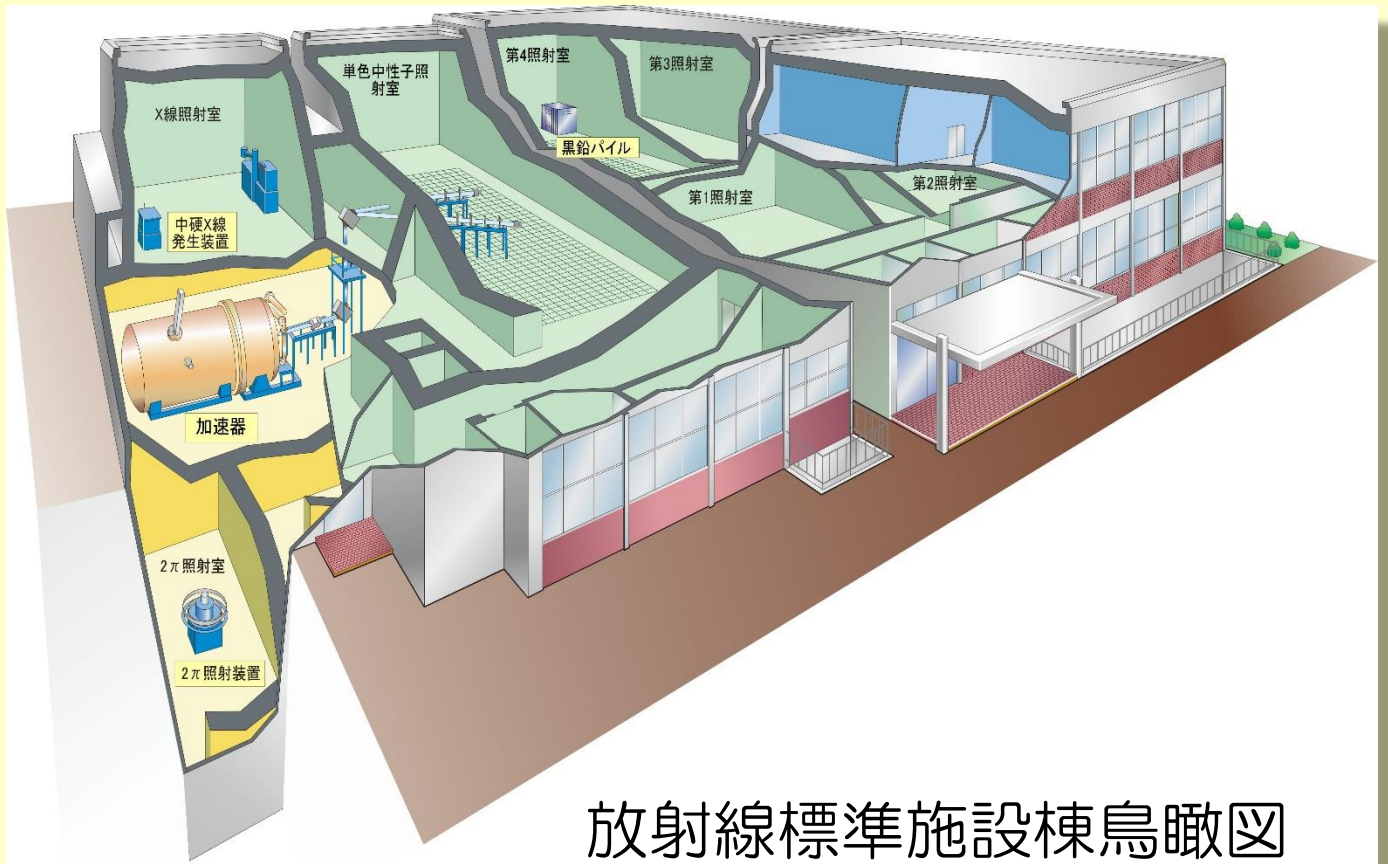 X線照射室
単色中性子照
射室
第4照射室
第3照射室
黒鉛パイル
第1照射室
第2照射室
中硬X線
発生装置
加速器
2π照射室
2π照射装置
放射線標準施設棟鳥瞰図